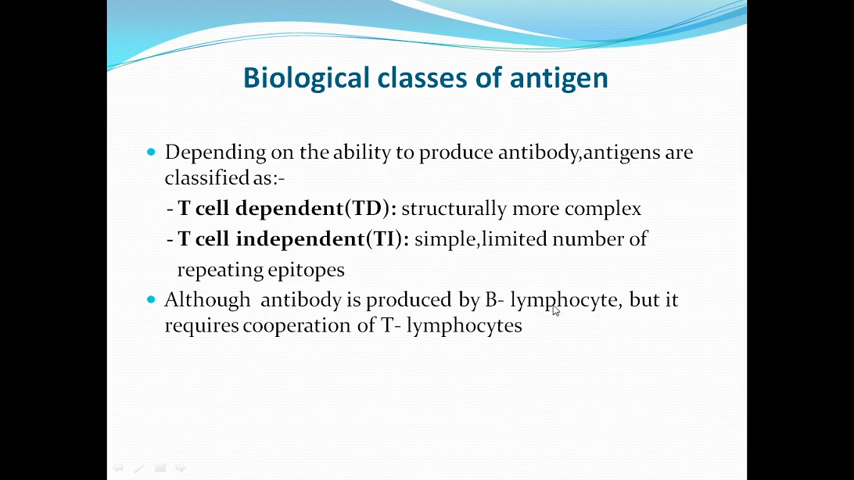 Biological classes of antigen
Depending on the ability to produce antibody,antigens are
classified as:-
- T cell dependent(TD): structurally more complex
- T cell independent(TI): simple,limited number of
repeating epitopes
Although antibody is produced by B- lymphocyte, but it
requires cooperation of T- lymphocytes